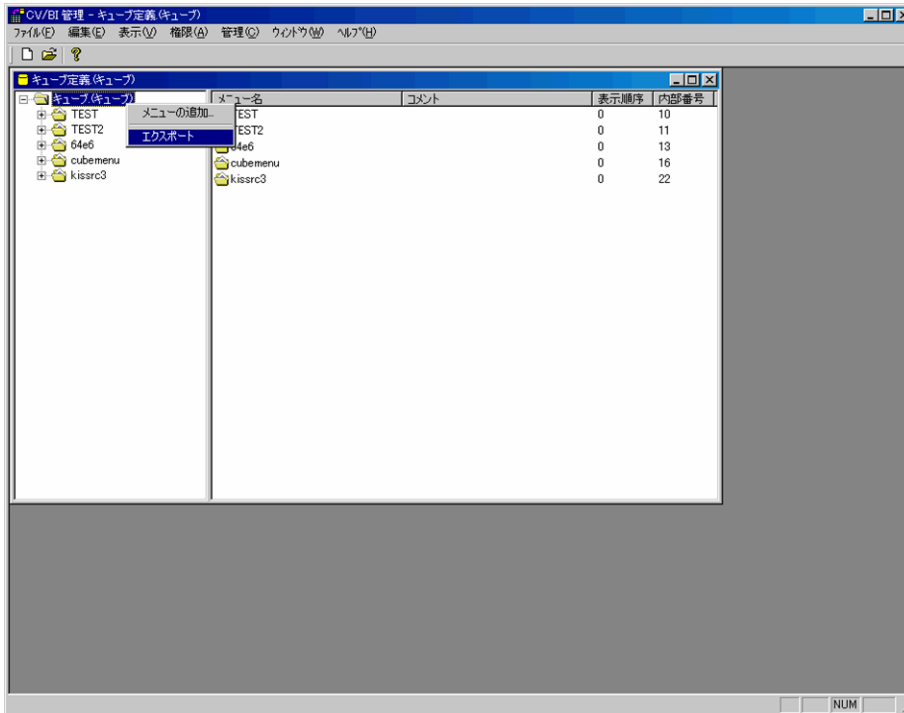 CV/BI 管理 - キューブ定義(キューブ)
ファイル(F) 編集(E) 表示(V) 権限(A) 管理(C) ウィンドウ(W) ヘルプ(H)
キューブ定義(キューブ)
キューブ(キューブ)
TEST
TEST2
64e6
cubemenu
kissrc3
メニューの追加...
エクスポート
メニュー名 コメント 表示順序 内部番号
TEST 0 10
TEST2 0 11
64e6 0 13
cubemenu 0 16
kissrc3 0 22
NUM